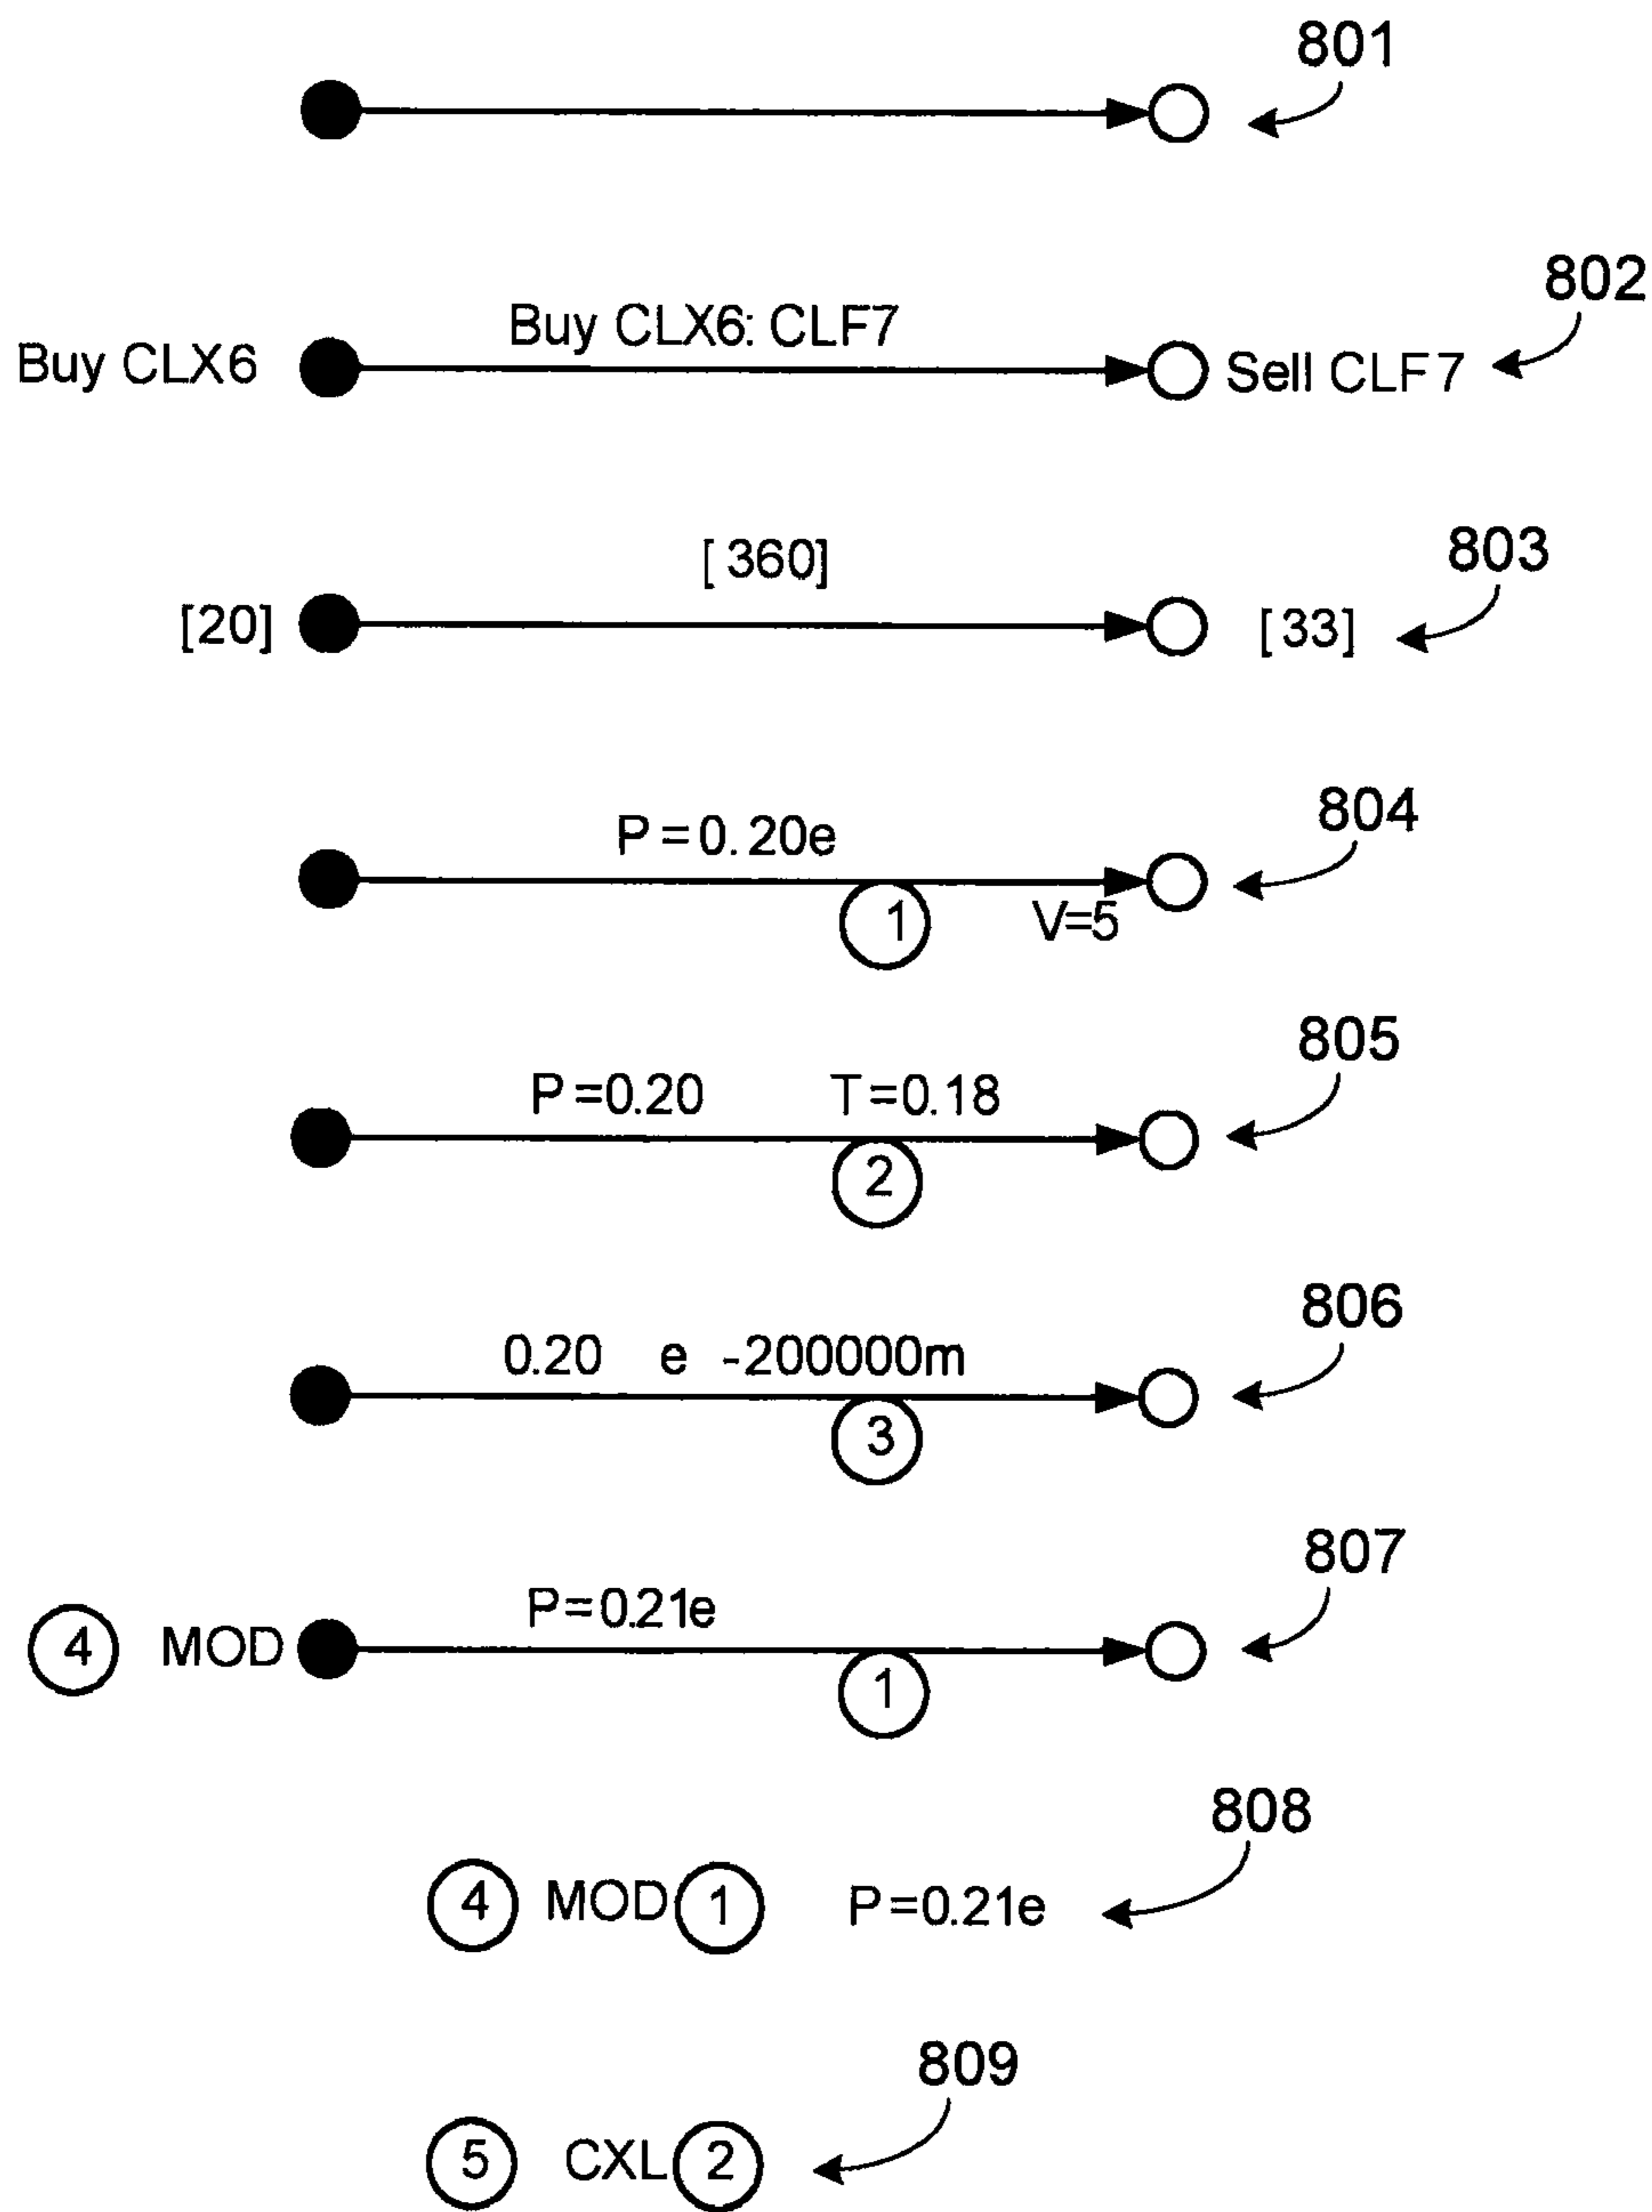 801
802
Buy CLX6: CLF7
Buy CLX6 Sell CLF7
803
[360]
[20] [33]
804
P=0.20e
1 V=5
805
P=0.20 T=0.18
2
806
0.20 e -200000m
3
807
P=0.21e
4 MOD
1
808
4 MOD 1 P=0.21e
809
5 CXL 2